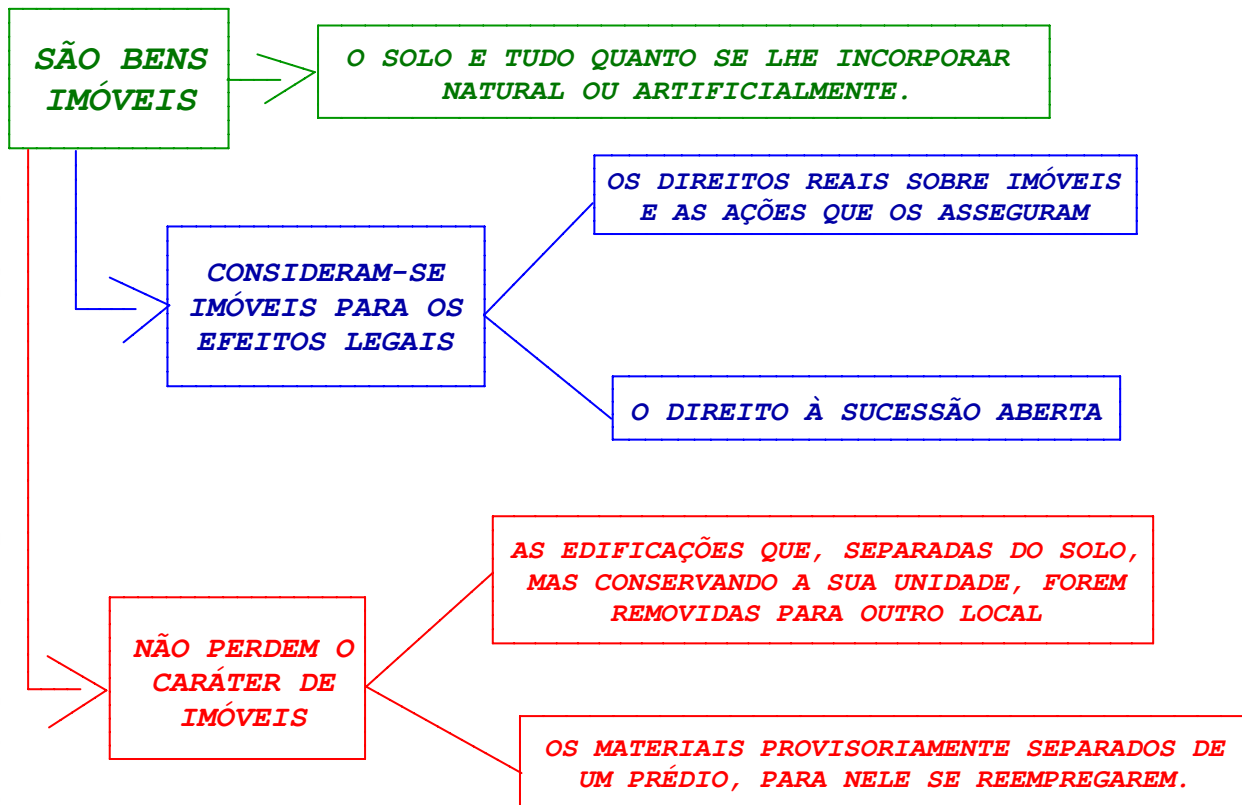 SÃO BENS
IMÓVEIS
O SOLO E TUDO QUANTO SE LHE INCORPORAR
NATURAL OU ARTIFICIALMENTE.
OS DIREITOS REAIS SOBRE IMÓVEIS
E AS AÇÕES QUE OS ASSEGURAM
CONSIDERAM-SE
IMÓVEIS PARA OS
EFEITOS LEGAIS
O DIREITO À SUCESSÃO ABERTA
AS EDIFICAÇÕES QUE, SEPARADAS DO SOLO,
MAS CONSERVANDO A SUA UNIDADE, FOREM
REMOVIDAS PARA OUTRO LOCAL
NÃO PERDEM O
CARÁTER DE
IMÓVEIS
OS MATERIAIS PROVISORIAMENTE SEPARADOS DE
UM PRÉDIO, PARA NELE SE REEMPREGAREM.